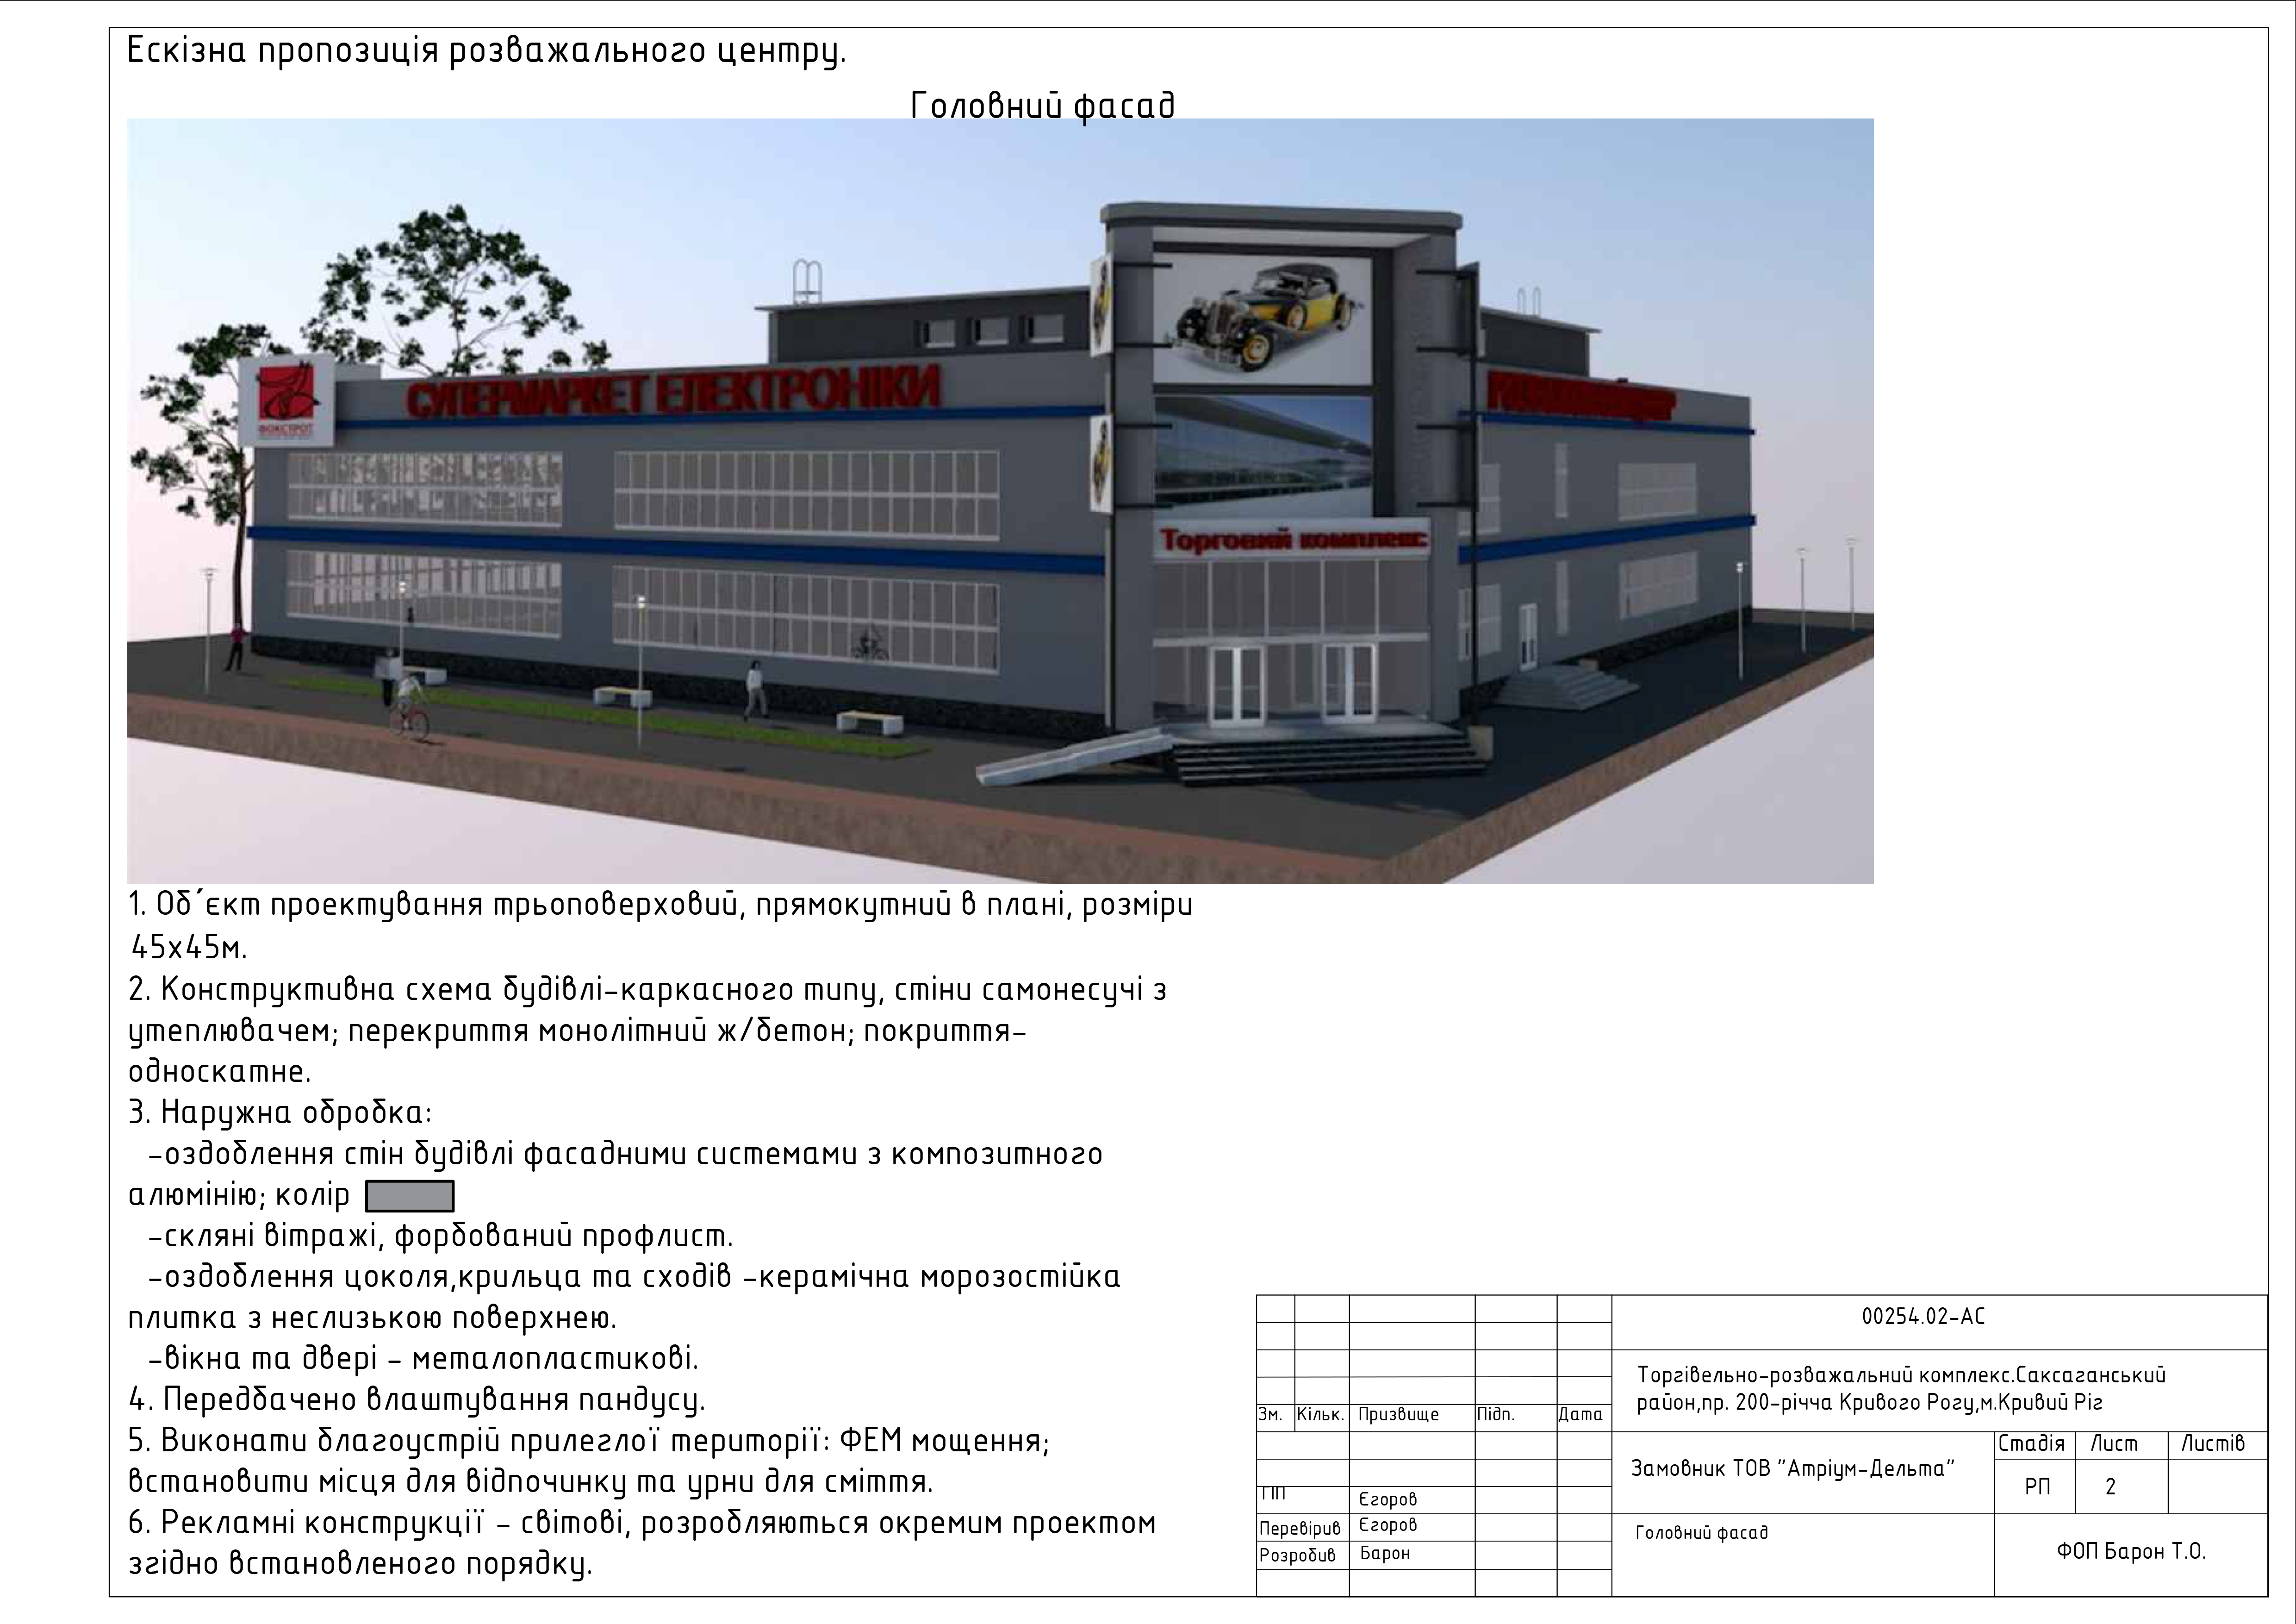 Ескізна пропозиція розважального центру.
Головний фасад
ФОКСТРОТ
СУПЕРМАРКЕТ ЕЛЕКТРОНІКИ
Торговий комплекс
1. Об´єкт проектування трьоповерховий, прямокутний в плані, розміри
45х45м.
2. Конструктивна схема будівлі-каркасного типу, стіни самонесучі з
утеплювачем; перекриття монолітний ж/бетон; покриття-
односкатне.
3. Наружна обробка:
-оздоблення стін будівлі фасадними системами з композитного
алюмінію; колір
-скляні вітражі, форбований профлист.
-оздоблення цоколя,крильца та сходів -керамічна морозостійка
плитка з неслизькою поверхнею.
-вікна та двері - металопластикові.
4. Передбачено влаштування пандусу.
5. Виконати благоустрій прилеглої території: ФЕМ мощення;
встановити місця для відпочинку та урни для сміття.
6. Рекламні конструкції - світові, розробляються окремим проектом
згідно встановленого порядку.
00254.02-АС
Торгівельно-розважальний комплекс.Саксаганський
район,пр. 200-річча Кривого Рогу,м.Кривий Ріг
Зм. Кільк. Призвище Підп. Дата
Замовник ТОВ "Атріум-Дельта"
Стадія Лист Листів
РП 2
ГІП Єгоров
Перевірив Єгоров
Розробив Барон
Головний фасад
ФОП Барон Т.О.